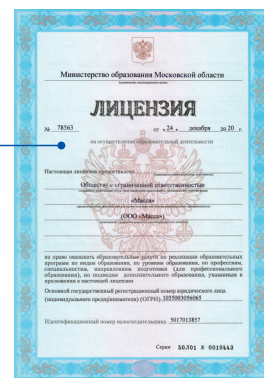 Министерство образования Московской области
ЛИЦЕНЗИЯ
№ 78563 от «24» декабря 20 20 г.
на осуществление образовательной деятельности
Настоящая лицензия предоставлена
Обществу с ограниченной ответственностью
«Масса»
(ООО «Масса»)
на право оказывать образовательные услуги по реализации образовательных
программ по видам образования, по уровням образования, по профессиям,
специальностям, направлениям подготовки (для профессионального
образования), по подвидам дополнительного образования, указанным в
приложении к настоящей лицензии
Основной государственный регистрационный номер юридического лица
(индивидуального предпринимателя) (ОГРН) 1035003056065
Идентификационный номер налогоплательщика 5017013857
Серия 50Л01 № 0010443